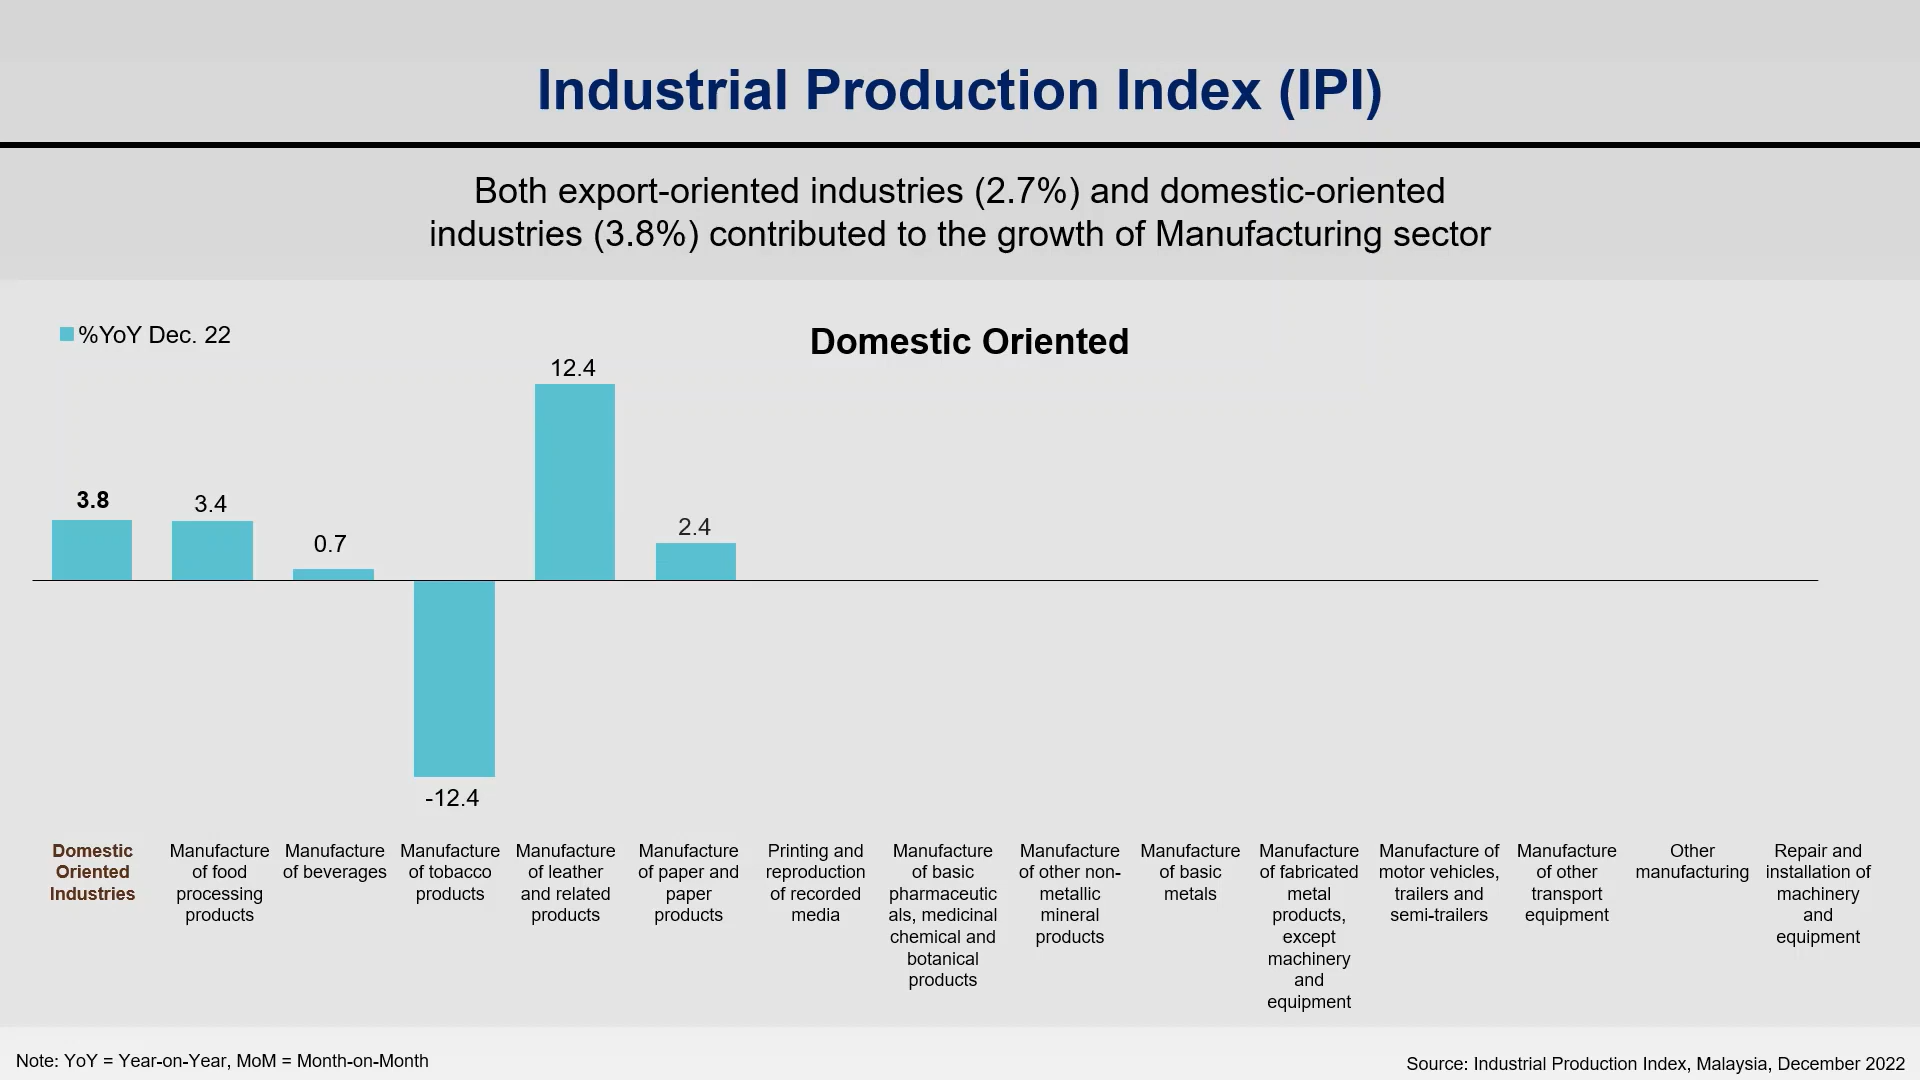 Industrial Production Index (IPI)
Both export-oriented industries (2.7%) and domestic-oriented
industries (3.8%) contributed to the growth of Manufacturing sector
%YoY Dec. 22
Domestic Oriented
3.8
3.4
0.7
-12.4
12.4
2.4
Domestic
Oriented
Industries
Manufacture
of food
processing
products
Manufacture
of beverages
Manufacture
of tobacco
products
Manufacture
of leather
and related
products
Manufacture
of paper and
paper
products
Printing and
reproduction
of recorded
media
Manufacture
of basic
pharmaceutic
als, medicinal
chemical and
botanical
products
Manufacture
of other non-
metallic
mineral
products
Manufacture
of basic
metals
Manufacture
of fabricated
metal
products,
except
machinery
and
equipment
Manufacture of
motor vehicles,
trailers and
semi-trailers
Manufacture
of other
transport
equipment
Other
manufacturing
Repair and
installation of
machinery
and
equipment
Note: YoY = Year-on-Year, MoM = Month-on-Month
Source: Industrial Production Index, Malaysia, December 2022